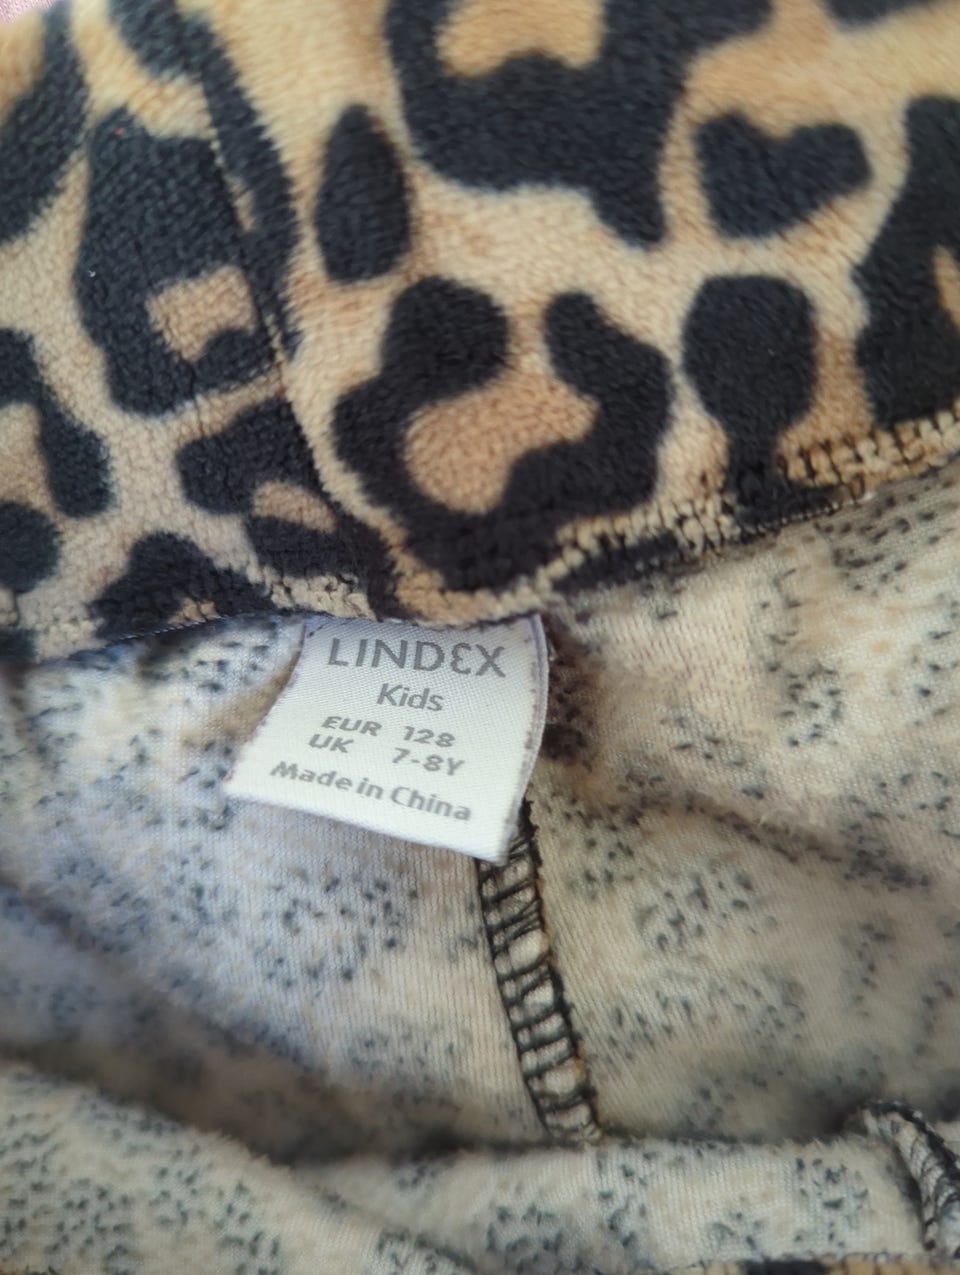 LINDEX
Kids
EUR 128
UK 7-8Y
Made in China